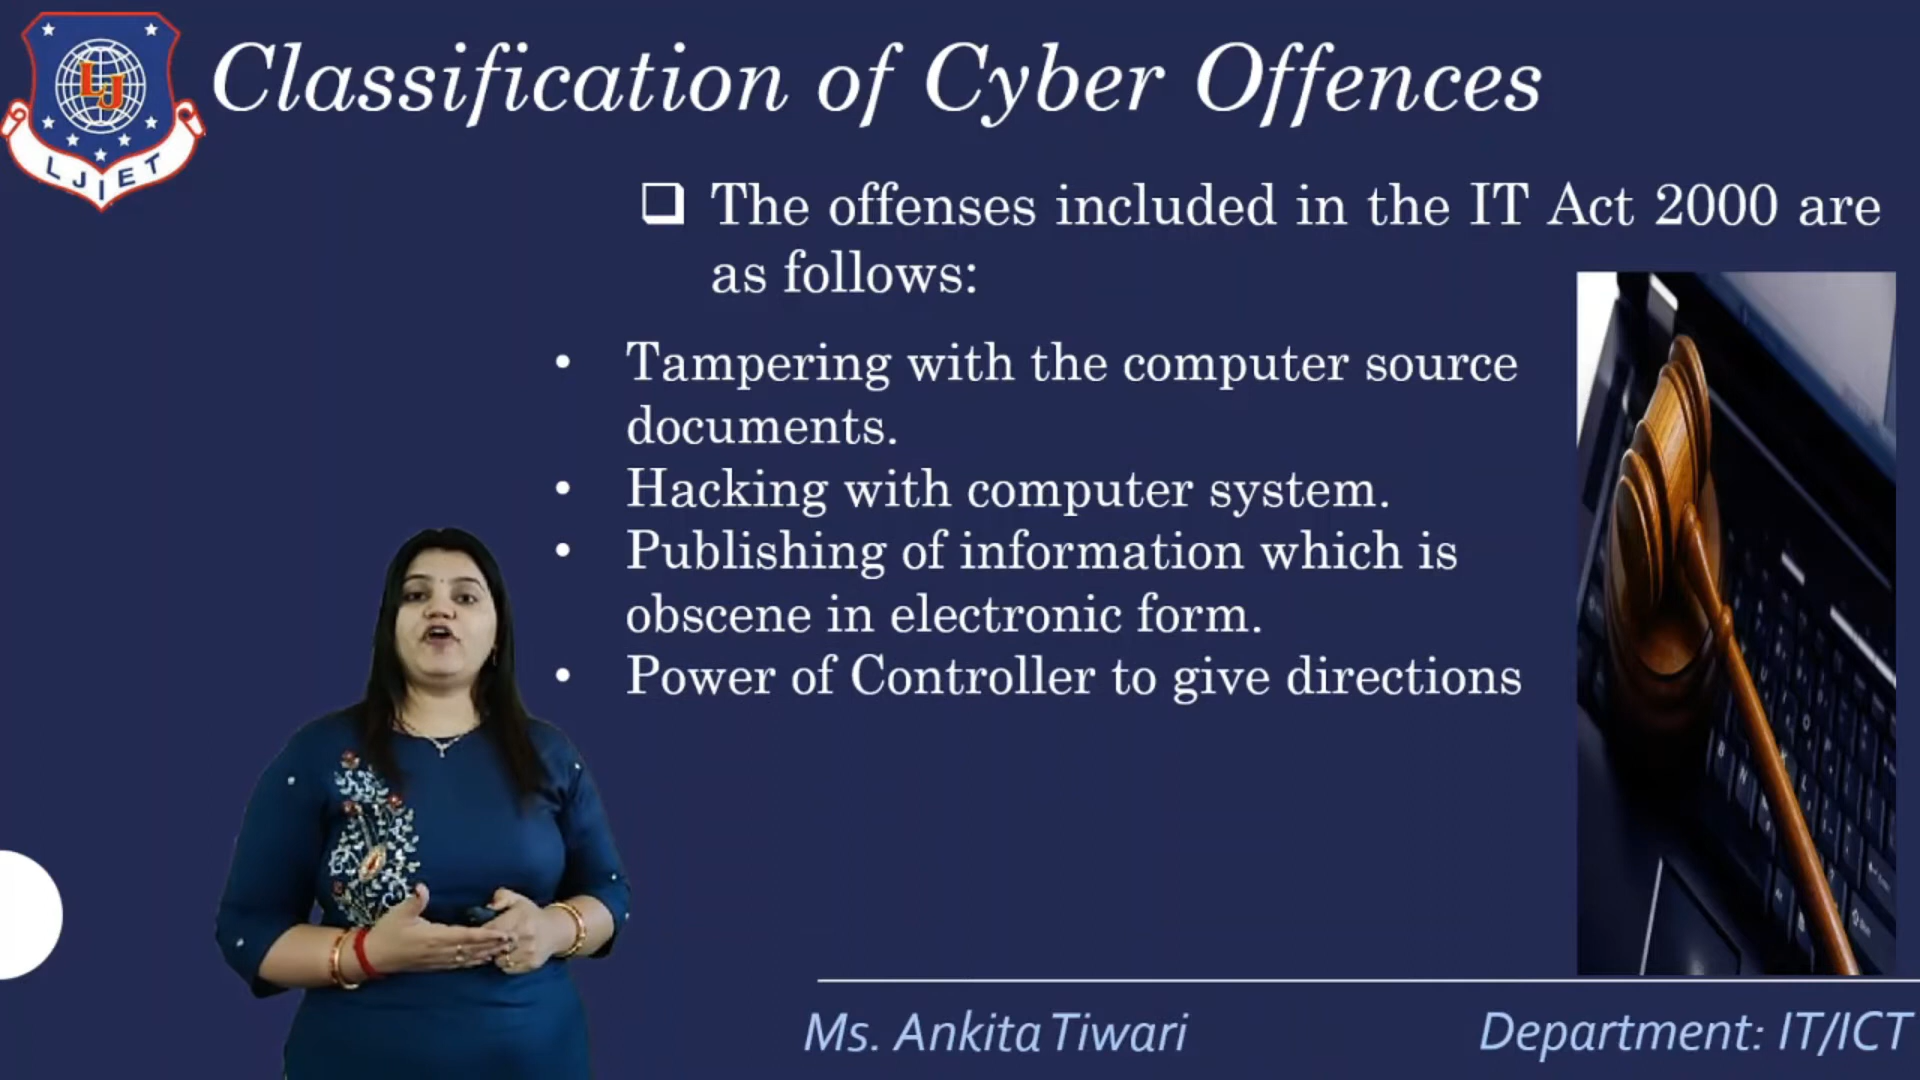 LJ
LJIET
Classification of Cyber Offences
❑ The offenses included in the IT Act 2000 are
as follows:
• Tampering with the computer source
documents.
• Hacking with computer system.
• Publishing of information which is
obscene in electronic form.
• Power of Controller to give directions
Ms. Ankita Tiwari
Department: IT/ICT